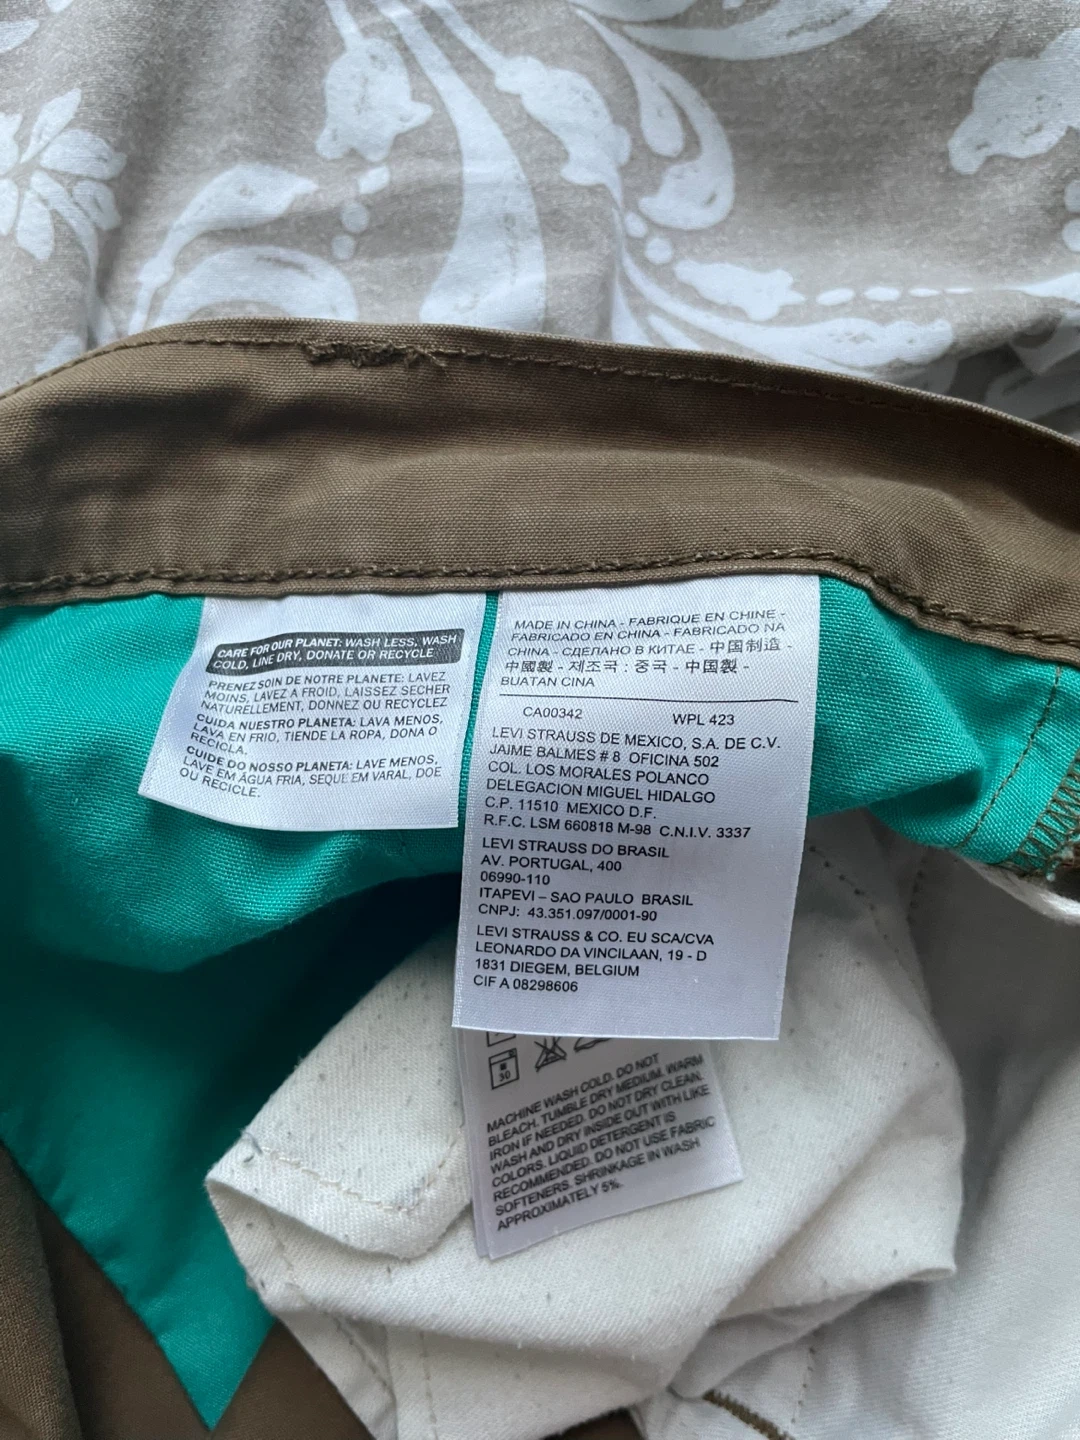 CARE FOR OUR PLANET: WASH LESS, WASH
COLD, LINE DRY, DONATE OR RECYCLE
PRENEZ SOIN DE NOTRE PLANETE: LAVEZ
MOINS, LAVEZ A FROID, LAISSEZ SECHER
NATURELLEMENT, DONNEZ OU RECYCLEZ
CUIDA NUESTRO PLANETA: LAVA MENOS,
LAVA EN FRIO, TIENDE LA ROPA, DONA O
RECICLA.
CUIDE DO NOSSO PLANETA: LAVE MENOS,
LAVE EM ÁGUA FRIA, SEQUE EM VARAL, DOE
OU RECICLE.
MADE IN CHINA - FABRIQUE EN CHINE -
FABRICADO EN CHINA - FABRICADO NA
CHINA - СДЕЛАНО В КИТАЕ - 中国制造 -
中國製 - 제조국 : 중국 - 中国製 -
BUATAN CINA
CA00342 WPL 423
LEVI STRAUSS DE MEXICO, S.A. DE C.V.
JAIME BALMES # 8 OFICINA 502
COL. LOS MORALES POLANCO
DELEGACION MIGUEL HIDALGO
C.P. 11510 MEXICO D.F.
R.F.C. LSM 660818 M-98 C.N.I.V. 3337
LEVI STRAUSS DO BRASIL
AV. PORTUGAL, 400
06990-110
ITAPEVI – SAO PAULO BRASIL
CNPJ: 43.351.097/0001-90
LEVI STRAUSS & CO. EU SCA/CVA
LEONARDO DA VINCILAAN, 19 - D
1831 DIEGEM, BELGIUM
CIF A 08298606
30
MACHINE WASH COLD. DO NOT
BLEACH. TUMBLE DRY MEDIUM. WARM
IRON IF NEEDED. DO NOT DRY CLEAN.
WASH AND DRY INSIDE OUT WITH LIKE
COLORS. LIQUID DETERGENT IS
RECOMMENDED. DO NOT USE FABRIC
SOFTENERS. SHRINKAGE IN WASH
APPROXIMATELY 5%.